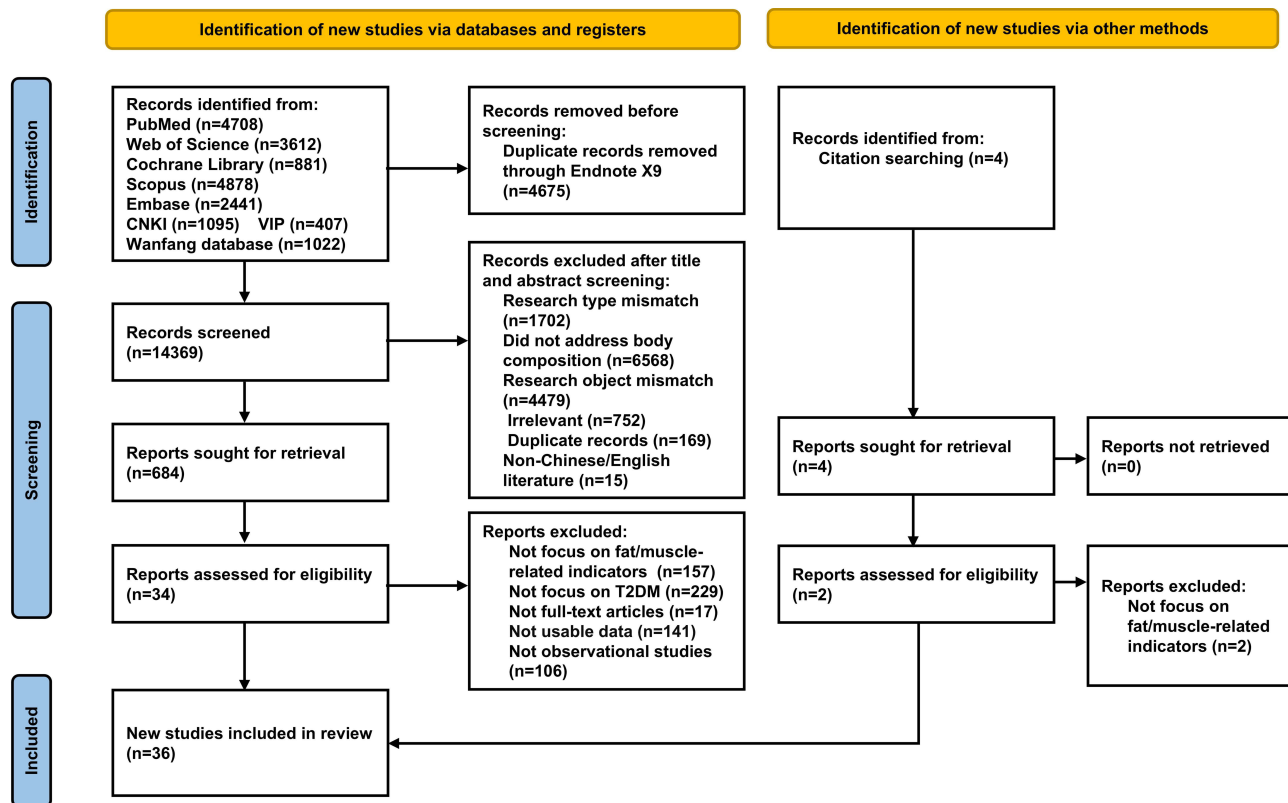 Identification of new studies via databases and registers
Identification of new studies via other methods
Identification
Records identified from:
PubMed (n=4708)
Web of Science (n=3612)
Cochrane Library (n=881)
Scopus (n=4878)
Embase (n=2441)
CNKI (n=1095) VIP (n=407)
Wanfang database (n=1022)
Records removed before
screening:
Duplicate records removed
through Endnote X9
(n=4675)
Records identified from:
Citation searching (n=4)
Screening
Records screened
(n=14369)
Records excluded after title
and abstract screening:
Research type mismatch
(n=1702)
Did not address body
composition (n=6568)
Research object mismatch
(n=4479)
Irrelevant (n=752)
Duplicate records (n=169)
Non-Chinese/English
literature (n=15)
Reports sought for retrieval
(n=684)
Reports sought for retrieval
(n=4)
Reports not retrieved
(n=0)
Reports assessed for eligibility
(n=34)
Reports excluded:
Not focus on fat/muscle-
related indicators (n=157)
Not focus on T2DM (n=229)
Not full-text articles (n=17)
Not usable data (n=141)
Not observational studies
(n=106)
Reports assessed for eligibility
(n=2)
Reports excluded:
Not focus on
fat/muscle-related
indicators (n=2)
Included
New studies included in review
(n=36)